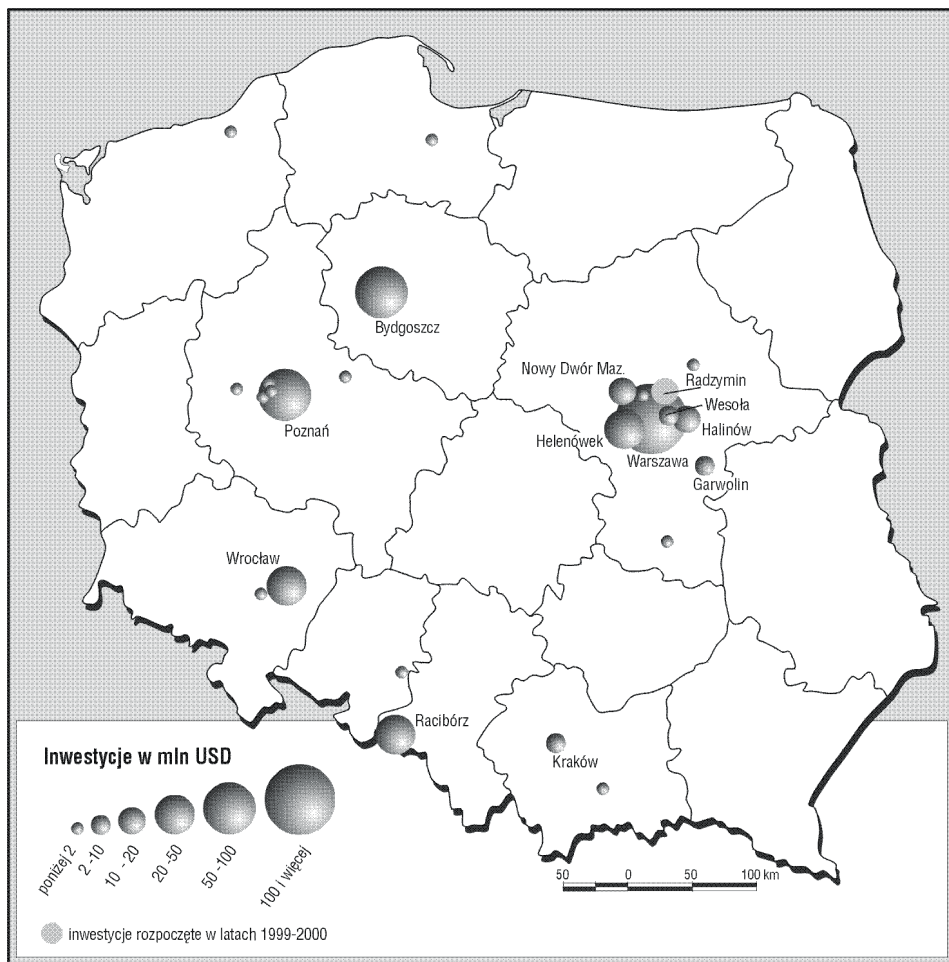 Bydgoszcz
Nowy Dwór Maz.
Radzymin
Wesoła
Poznań
Halinów
Helenówek
Warszawa
Garwolin
Wrocław
Racibórz
Kraków
Inwestycje w mln USD
poniżej 2
2 -10
10 - 20
20 -50
50 -100
100 i więcej
50 0 50 100 km
inwestycje rozpoczęte w latach 1999-2000